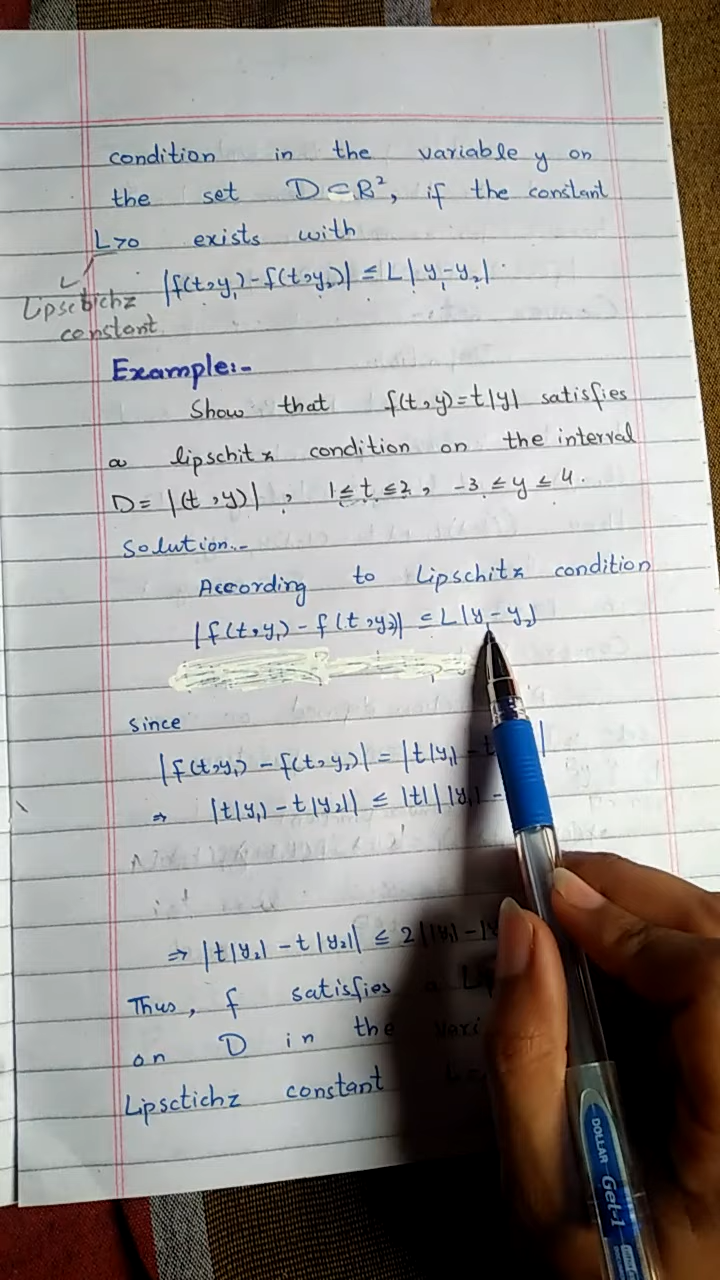 condition in the variable y on
the set D⊂R², if the constant
L>0 exists with
|f(t,y₁)-f(t,y₂)| ≤ L|y₁-y₂|
Lipsctichz
constant
Example:-
Show that f(t,y)=t|y| satisfies
a lipschitz condition on the interval
D= |(t,y)|, 1≤t≤2, -3≤y≤4.
Solution:-
According to Lipschitz condition
|f(t,y₁) - f(t,y₂)| ≤ L|y₁-y₂|
since
|f(t,y₁) - f(t,y₂)| = |t|y₁| -
⇒ |t|y₁| - t|y₂|| ≤ |t| ||y₁| -
⇒ |t|y₂| - t|y₂|| ≤ 2||y₁| -
Thus, f satisfies a
on D in the
Lipsctichz constant
DOLLAR Gel-1